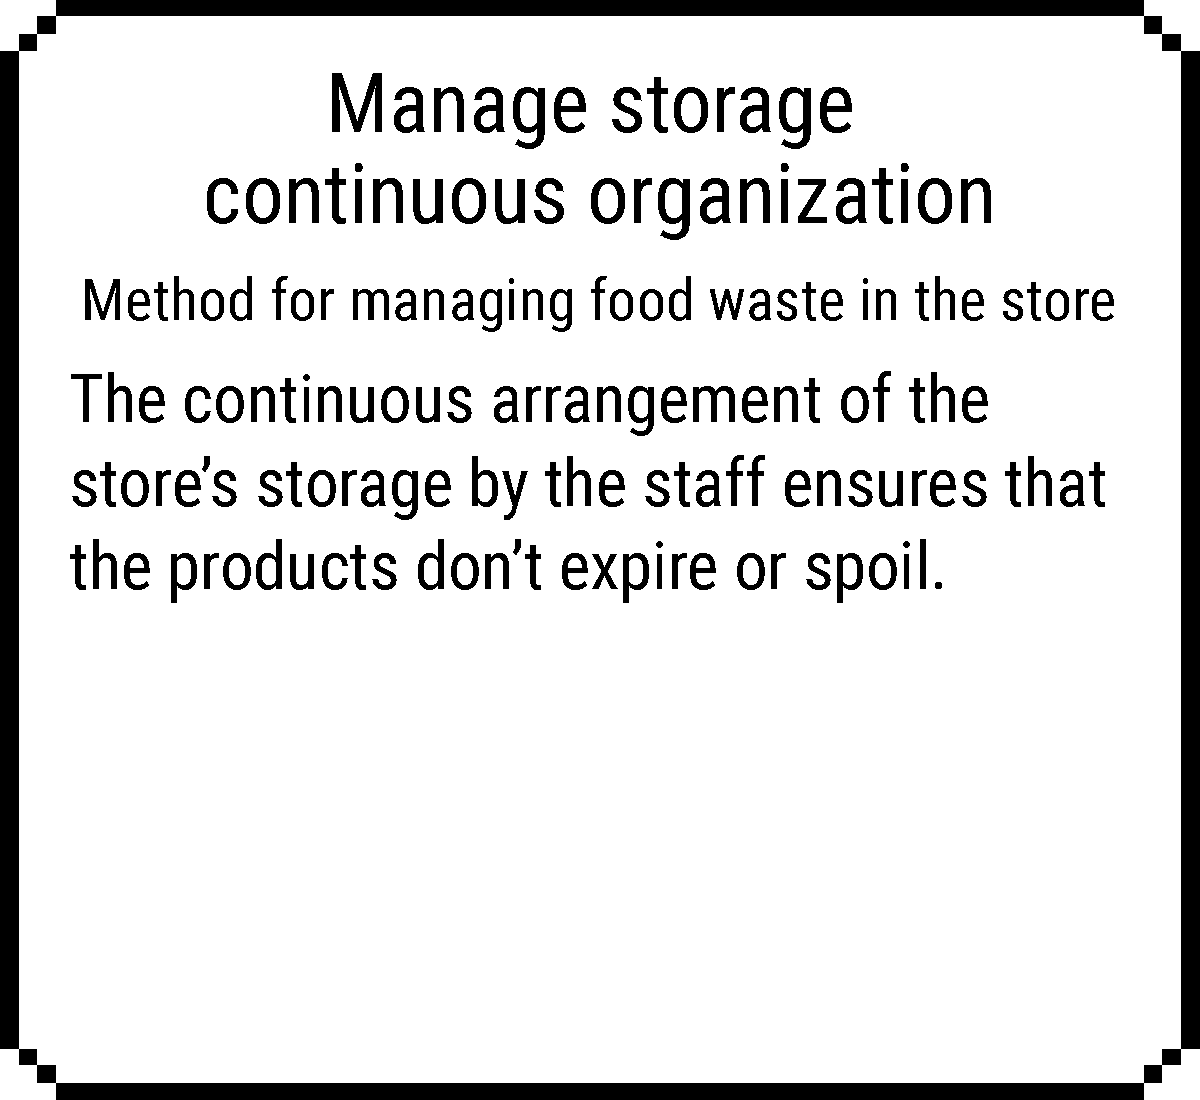 Manage storage
continuous organization
Method for managing food waste in the store
The continuous arrangement of the
store’s storage by the staff ensures that
the products don’t expire or spoil.